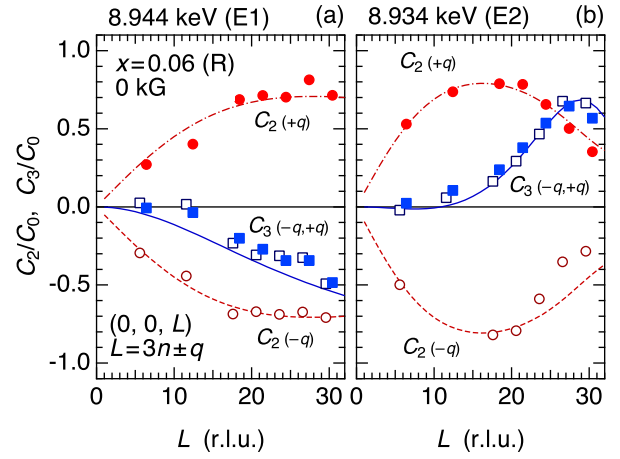 8.944 keV (E1) (a)
8.934 keV (E2) (b)
C2/C0, C3/C0
1.0
0.5
0.0
-0.5
-1.0
x=0.06 (R)
0 kG
C2 (+q)
C3 (−q,+q)
C2 (−q)
(0, 0, L)
L=3n±q
C2 (+q)
C3 (−q,+q)
C2 (−q)
0 10 20 30
0 10 20 30
L (r.l.u.)
L (r.l.u.)